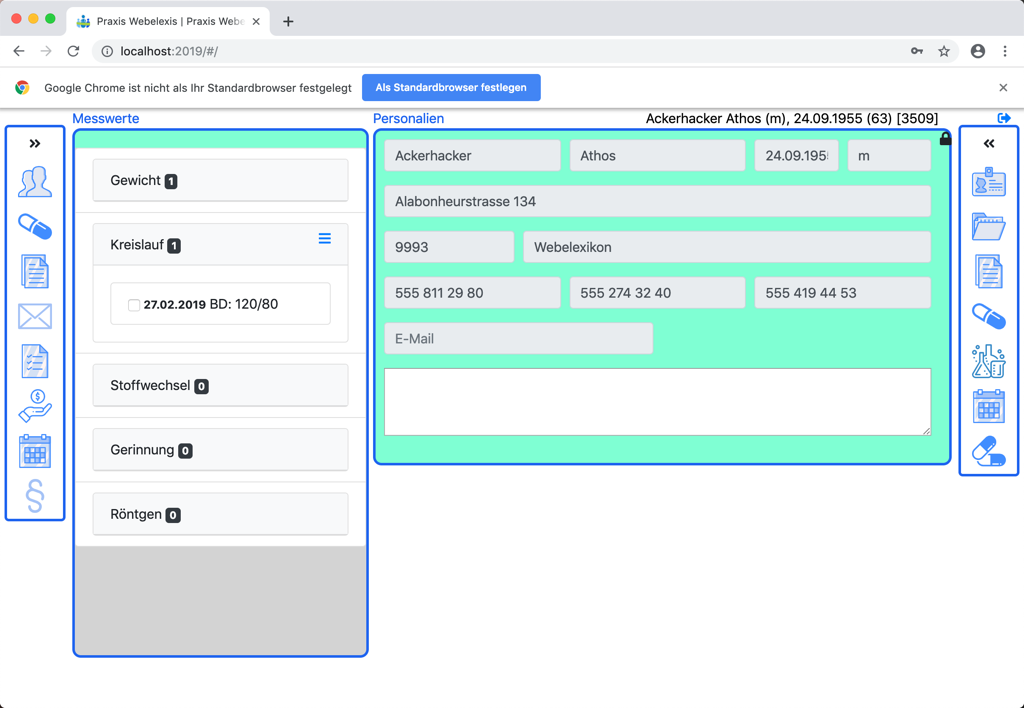 Praxis Webelexis | Praxis Webe
localhost:2019/#/
Google Chrome ist nicht als Ihr Standardbrowser festgelegt
Als Standardbrowser festlegen
Messwerte
Gewicht 1
Kreislauf 1
27.02.2019 BD: 120/80
Stoffwechsel 0
Gerinnung 0
Röntgen 0
Personalien
Ackerhacker Athos (m), 24.09.1955 (63) [3509]
Ackerhacker Athos 24.09.195 m
Alabonheurstrasse 134
9993 Webelexikon
555 811 29 80 555 274 32 40 555 419 44 53
E-Mail